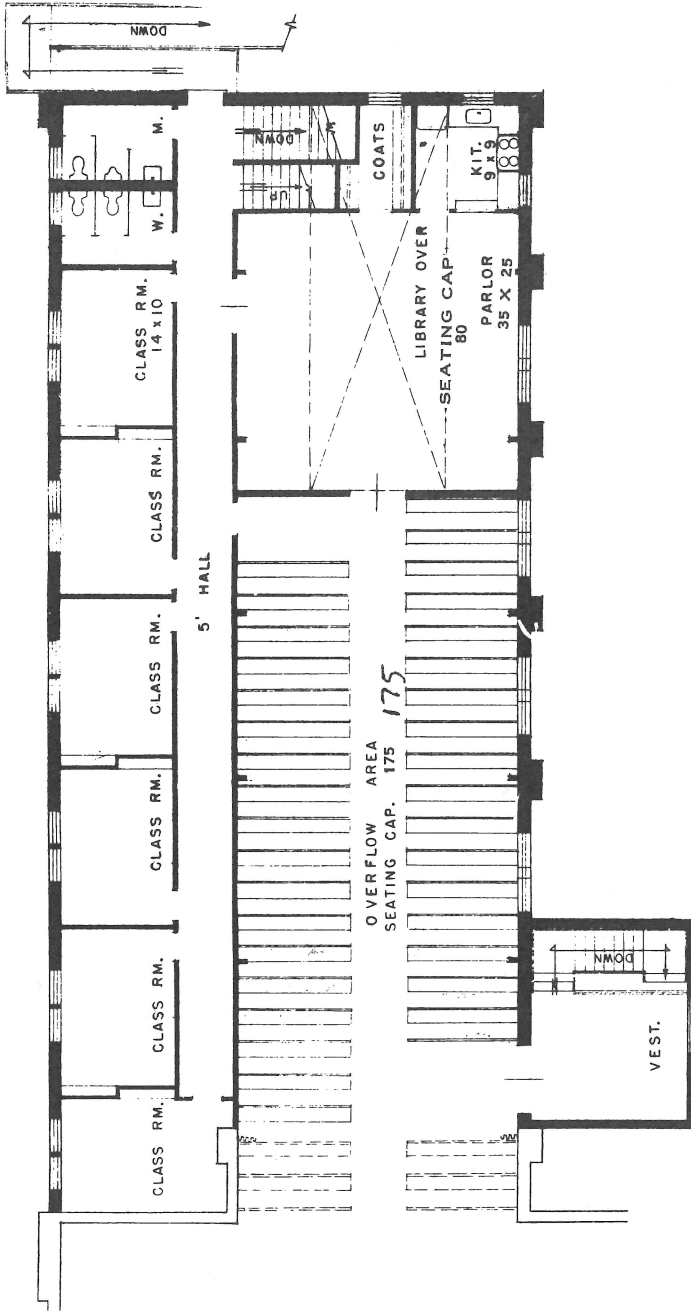 DOWN
M.
W.
DOWN
UP
COATS
KIT.
9 x 9
CLASS RM.
14 x 10
LIBRARY OVER
SEATING CAP
80
PARLOR
35 X 25
CLASS RM.
5' HALL
CLASS RM.
CLASS RM.
CLASS RM.
CLASS RM.
OVERFLOW AREA
SEATING CAP. 175
175
DOWN
VEST.